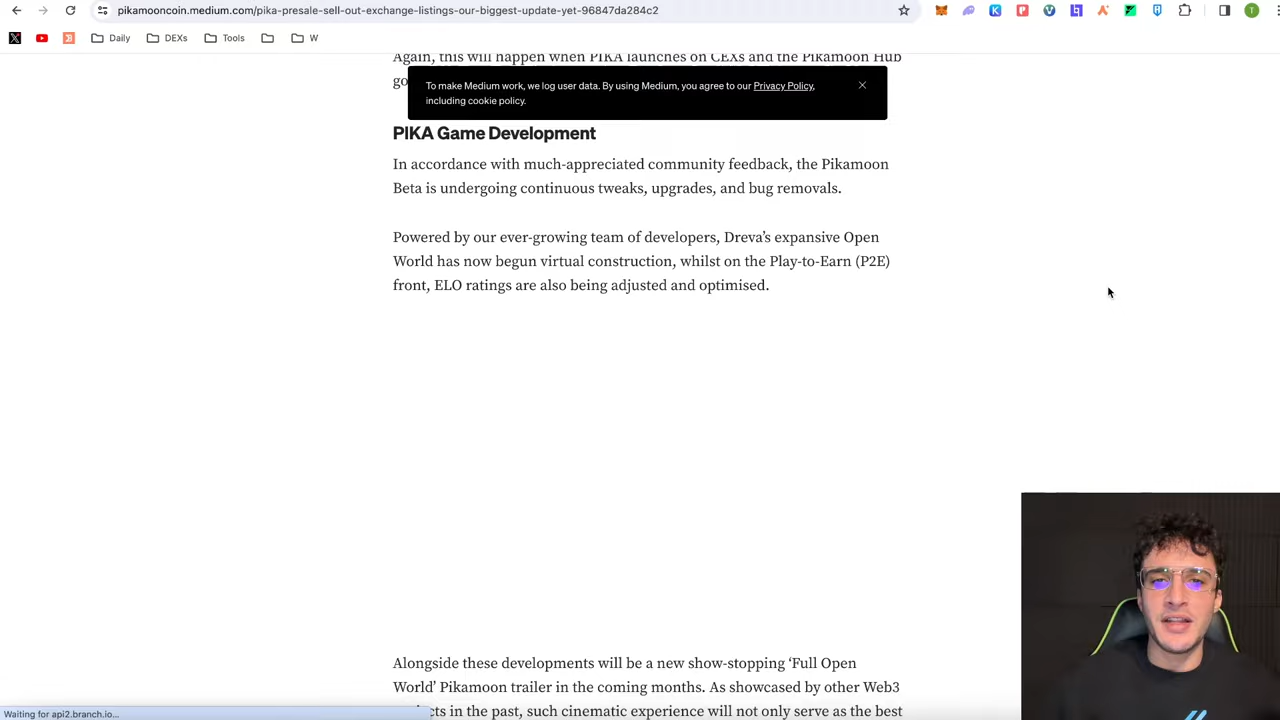 pikamooncoin.medium.com/pika-presale-sell-out-exchange-listings-our-biggest-update-yet-96847da284c2
Daily
DEXs
Tools
W
Again, this will happen when PIKA launches on CEXs and the Pikamoon Hub
go
To make Medium work, we log user data. By using Medium, you agree to our Privacy Policy,
including cookie policy.
PIKA Game Development
In accordance with much-appreciated community feedback, the Pikamoon
Beta is undergoing continuous tweaks, upgrades, and bug removals.
Powered by our ever-growing team of developers, Dreva’s expansive Open
World has now begun virtual construction, whilst on the Play-to-Earn (P2E)
front, ELO ratings are also being adjusted and optimised.
Alongside these developments will be a new show-stopping ‘Full Open
World’ Pikamoon trailer in the coming months. As showcased by other Web3
cts in the past, such cinematic experience will not only serve as the best
Waiting for api2.branch.io...